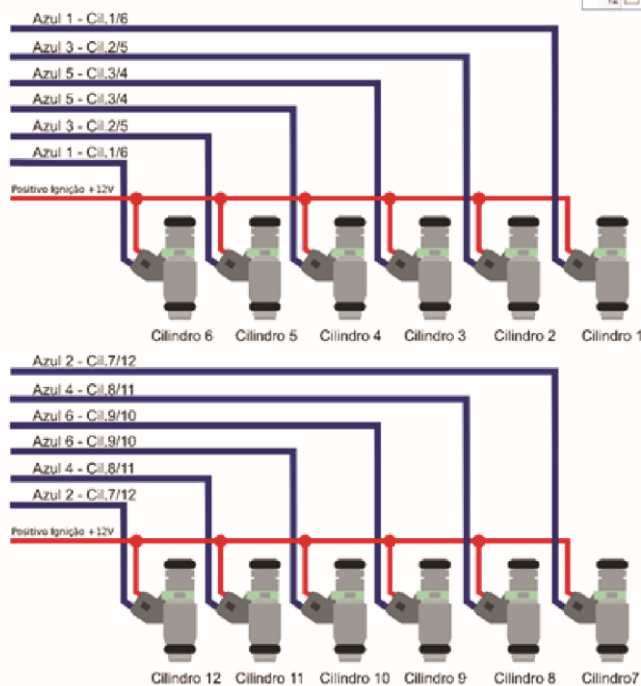 Azul 1 - Cil.1/6
Azul 3 - Cil.2/5
Azul 5 - Cil.3/4
Azul 5 - Cil.3/4
Azul 3 - Cil.2/5
Azul 1 - Cil.1/6
Positivo Ignição +12V
Cilindro 6 Cilindro 5 Cilindro 4 Cilindro 3 Cilindro 2 Cilindro 1
Azul 2 - Cil.7/12
Azul 4 - Cil.8/11
Azul 6 - Cil.9/10
Azul 6 - Cil.9/10
Azul 4 - Cil.8/11
Azul 2 - Cil.7/12
Positivo Ignição +12V
Cilindro 12 Cilindro 11 Cilindro 10 Cilindro 9 Cilindro 8 Cilindro7